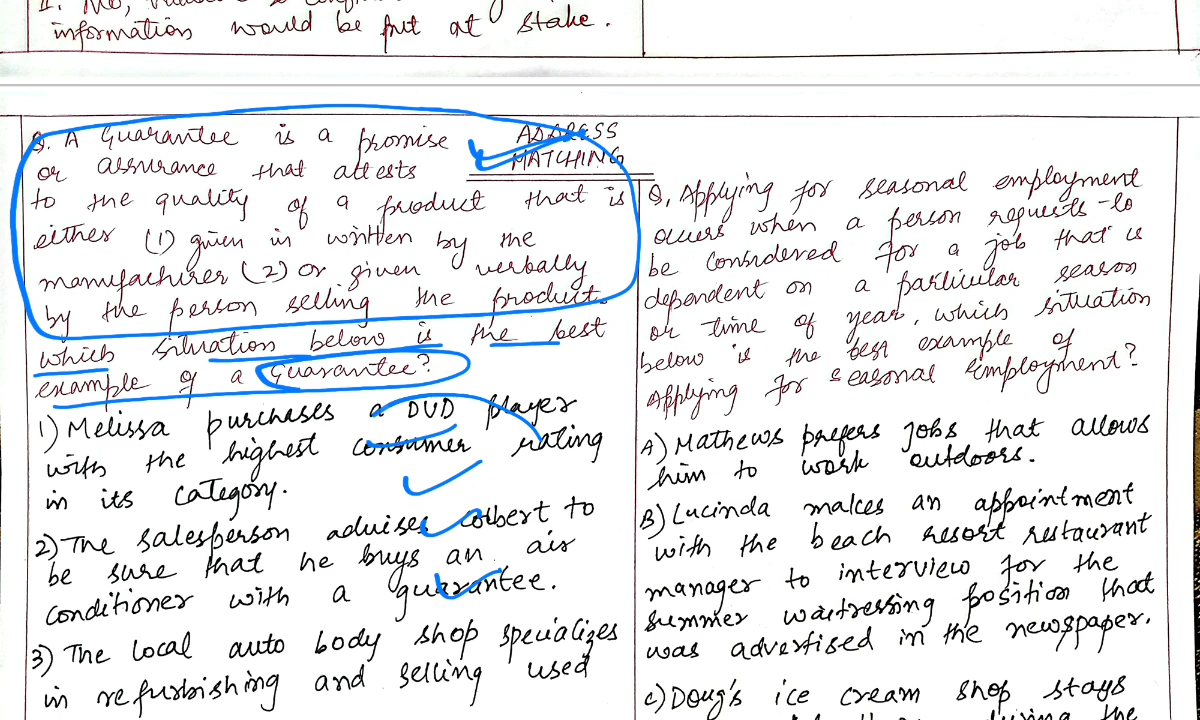 information would be put at stake.
ADDRESS
MATCHING
Q. A Guarantee is a promise
or assurance that attests
to the quality of a product that is
either (1) given in written by the
manufacturer (2) or given verbally
by the person selling the product.
which situation below is the best
example of a Guarantee?
1) Melissa purchases a DVD player
with the highest consumer rating
in its category.
2) The salesperson advises Colbert to
be sure that he buys an air
conditioner with a guarantee.
3) The local auto body shop specializes
in refurbishing and selling used
Q. Applying for seasonal employment
occurs when a person requests to
be considered for a job that is
dependent on a particular season
or time of year, which situation
below is the best example of
Applying for seasonal Employment?
A) Mathews prefers jobs that allows
him to work outdoors.
B) Lucinda makes an appointment
with the beach resort restaurant
manager to interview for the
summer waitressing position that
was advertised in the newspaper.
C) Doug's ice cream shop stays